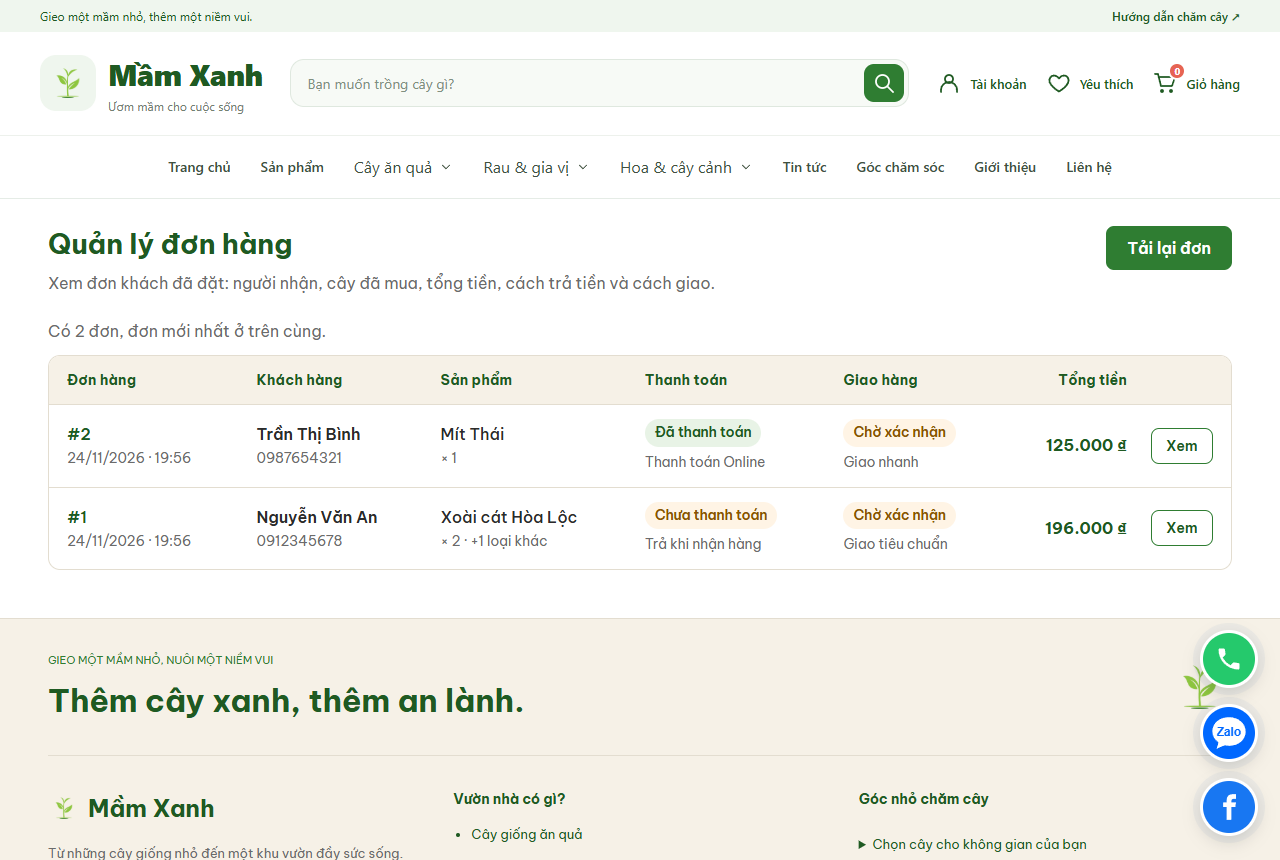 Gieo một mầm nhỏ, thêm một niềm vui.
Hướng dẫn chăm cây ↗
Mầm Xanh
Ươm mầm cho cuộc sống
Bạn muốn trồng cây gì?
Tài khoản
Yêu thích
0
Giỏ hàng
Trang chủ Sản phẩm Cây ăn quả Rau & gia vị Hoa & cây cảnh Tin tức Góc chăm sóc Giới thiệu Liên hệ
Quản lý đơn hàng
Tải lại đơn
Xem đơn khách đã đặt: người nhận, cây đã mua, tổng tiền, cách trả tiền và cách giao.
Có 2 đơn, đơn mới nhất ở trên cùng.
Đơn hàng Khách hàng Sản phẩm Thanh toán Giao hàng Tổng tiền
#2 Trần Thị Bình Mít Thái Đã thanh toán Chờ xác nhận 125.000 ₫ Xem
24/11/2026 · 19:56 0987654321 × 1 Thanh toán Online Giao nhanh
#1 Nguyễn Văn An Xoài cát Hòa Lộc Chưa thanh toán Chờ xác nhận 196.000 ₫ Xem
24/11/2026 · 19:56 0912345678 × 2 · +1 loại khác Trả khi nhận hàng Giao tiêu chuẩn
GIEO MỘT MẦM NHỎ, NUÔI MỘT NIỀM VUI
Thêm cây xanh, thêm an lành.
Zalo
Mầm Xanh
Từ những cây giống nhỏ đến một khu vườn đầy sức sống.
Vườn nhà có gì?
• Cây giống ăn quả
Góc nhỏ chăm cây
▶ Chọn cây cho không gian của bạn